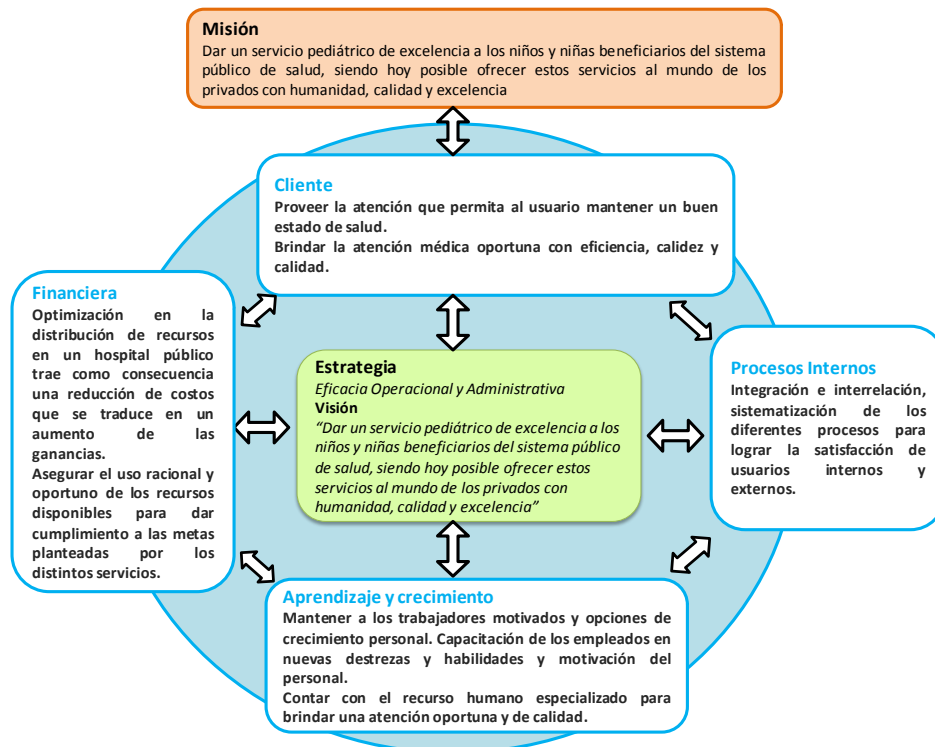 Misión
Dar un servicio pediátrico de excelencia a los niños y niñas beneficiarios del sistema
público de salud, siendo hoy posible ofrecer estos servicios al mundo de los
privados con humanidad, calidad y excelencia
Cliente
Proveer la atención que permita al usuario mantener un buen
estado de salud.
Brindar la atención médica oportuna con eficiencia, calidez y
calidad.
Financiera
Optimización en la
distribución de recursos
en un hospital público
trae como consecuencia
una reducción de costos
que se traduce en un
aumento de las
ganancias.
Asegurar el uso racional y
oportuno de los recursos
disponibles para dar
cumplimiento a las metas
planteadas por los
distintos servicios.
Estrategia
Eficacia Operacional y Administrativa
Visión
“Dar un servicio pediátrico de excelencia a los
niños y niñas beneficiarios del sistema público
de salud, siendo hoy posible ofrecer estos
servicios al mundo de los privados con
humanidad, calidad y excelencia”
Procesos Internos
Integración e interrelación,
sistematización de los
diferentes procesos para
lograr la satisfacción de
usuarios internos y
externos.
Aprendizaje y crecimiento
Mantener a los trabajadores motivados y opciones de
crecimiento personal. Capacitación de los empleados en
nuevas destrezas y habilidades y motivación del
personal.
Contar con el recurso humano especializado para
brindar una atención oportuna y de calidad.